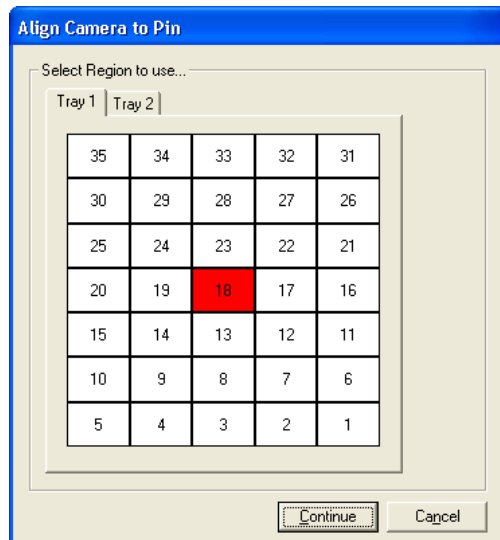 Align Camera to Pin
Select Region to use...
Tray 1 Tray 2
35 34 33 32 31
30 29 28 27 26
25 24 23 22 21
20 19 18 17 16
15 14 13 12 11
10 9 8 7 6
5 4 3 2 1
Continue Cancel